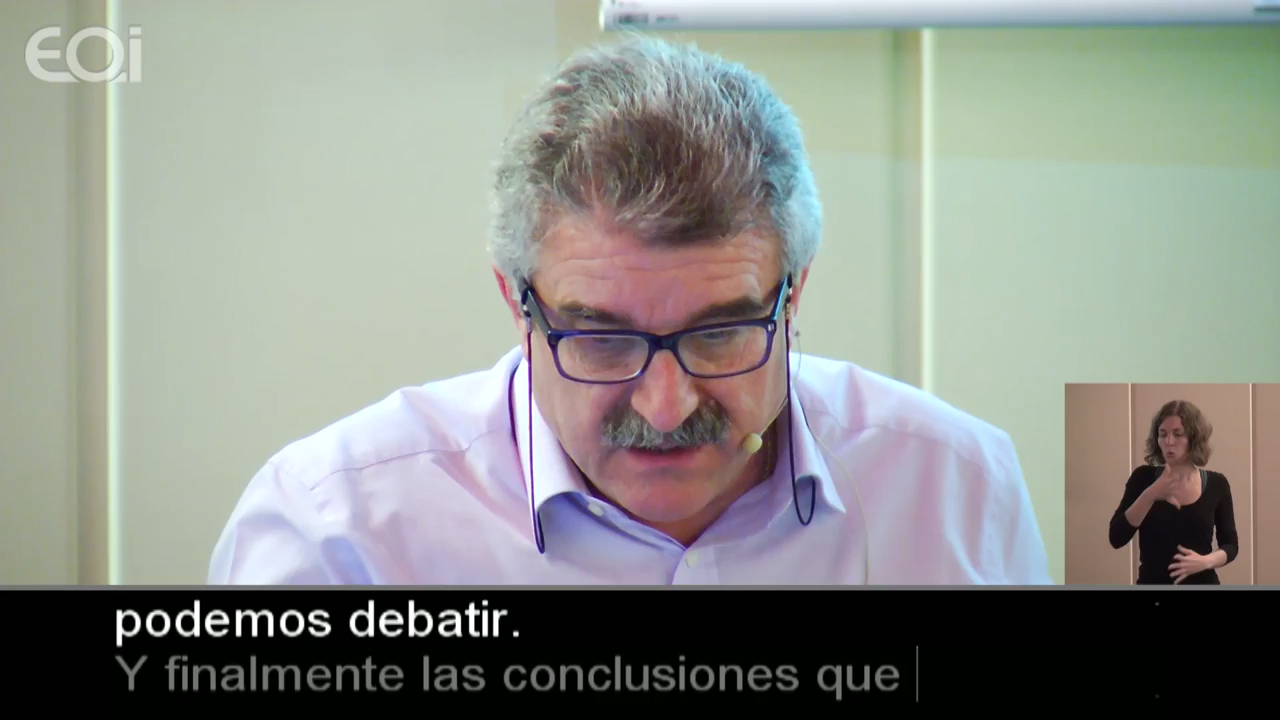 EOi
podemos debatir.
Y finalmente las conclusiones que